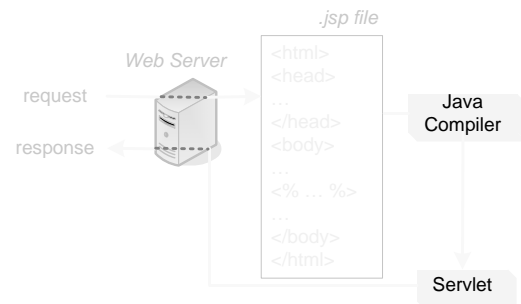 .jsp file
Web Server
request
response
<html>
<head>
...
</head>
<body>
...
<% ... %>
...
</body>
</html>
Java
Compiler
Servlet